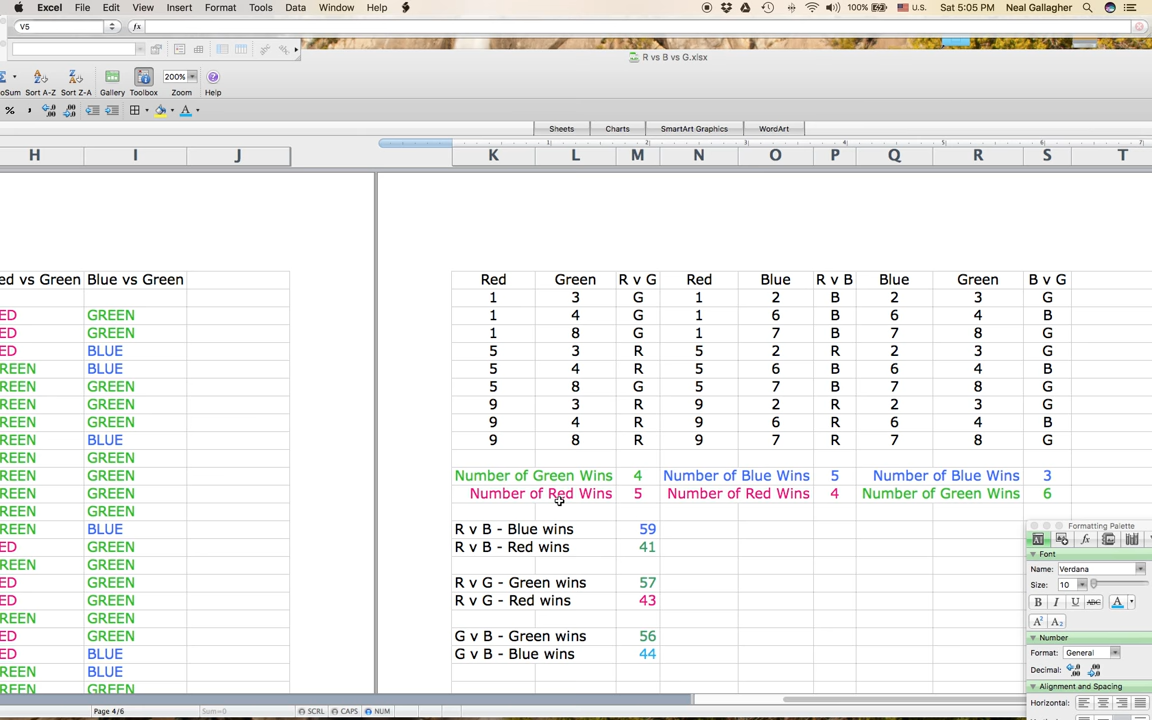 Excel File Edit View Insert Format Tools Data Window Help 100% U.S. Sat 5:05 PM Neal Gallagher
V5 fx
R vs B vs G.xlsx
200%
oSum Sort A-Z Sort Z-A Gallery Toolbox Zoom Help
% ,
Sheets Charts SmartArt Graphics WordArt
H I J K L M N O P Q R S T
ed vs Green Blue vs Green Red Green R v G Red Blue R v B Blue Green B v G
1 3 G 1 2 B 2 3 G
ED GREEN 1 4 G 1 6 B 6 4 B
ED GREEN 1 8 G 1 7 B 7 8 G
ED BLUE 5 3 R 5 2 R 2 3 G
REEN BLUE 5 4 R 5 6 B 6 4 B
REEN GREEN 5 8 G 5 7 B 7 8 G
REEN GREEN 9 3 R 9 2 R 2 3 G
REEN GREEN 9 4 R 9 6 R 6 4 B
REEN BLUE 9 8 R 9 7 R 7 8 G
REEN GREEN
REEN GREEN Number of Green Wins 4 Number of Blue Wins 5 Number of Blue Wins 3
REEN GREEN Number of Red Wins 5 Number of Red Wins 4 Number of Green Wins 6
REEN GREEN
REEN BLUE R v B - Blue wins 59
ED GREEN R v B - Red wins 41
REEN GREEN
ED GREEN R v G - Green wins 57
ED GREEN R v G - Red wins 43
REEN GREEN
ED GREEN G v B - Green wins 56
ED BLUE G v B - Blue wins 44
REEN BLUE
REEN GREEN
Formatting Palette
Font
Name: Verdana
Size: 10
B I U ABC A
A2 A2
Number
Format: General
Decimal:
Alignment and Spacing
Horizontal:
Page 4/6 Sum=0 SCRL CAPS NUM